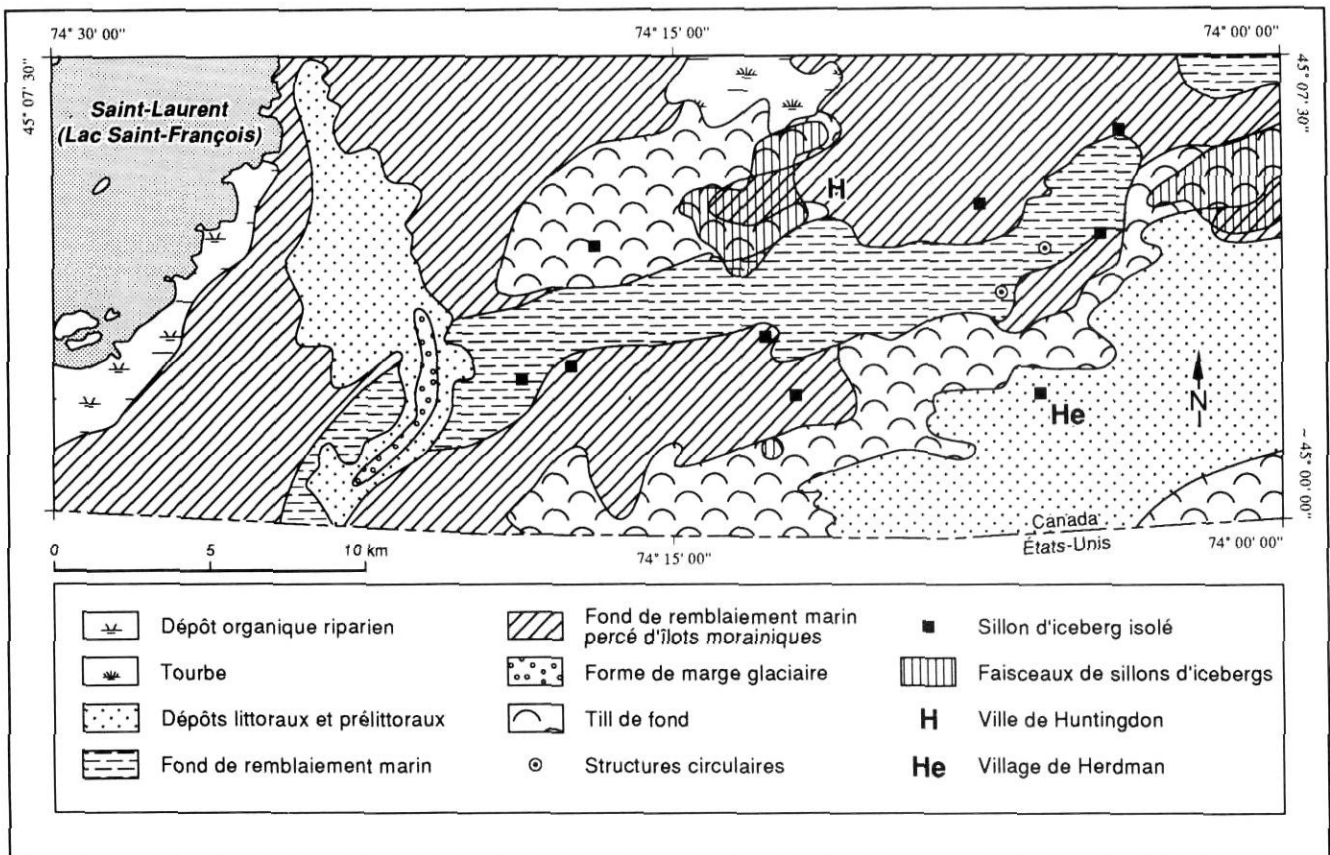 74° 30' 00"
74° 15' 00"
74° 00' 00"
45° 07' 30"
45° 07' 30"
Saint-Laurent
(Lac Saint-François)
H
He
N
~ 45° 00' 00"
Canada
États-Unis
0 5 10 km
74° 15' 00"
74° 00' 00"
Dépôt organique riparien
Tourbe
Dépôts littoraux et prélittoraux
Fond de remblaiement marin
Fond de remblaiement marin
percé d'îlots morainiques
Forme de marge glaciaire
Till de fond
Structures circulaires
Sillon d'iceberg isolé
Faisceaux de sillons d'icebergs
H Ville de Huntingdon
He Village de Herdman